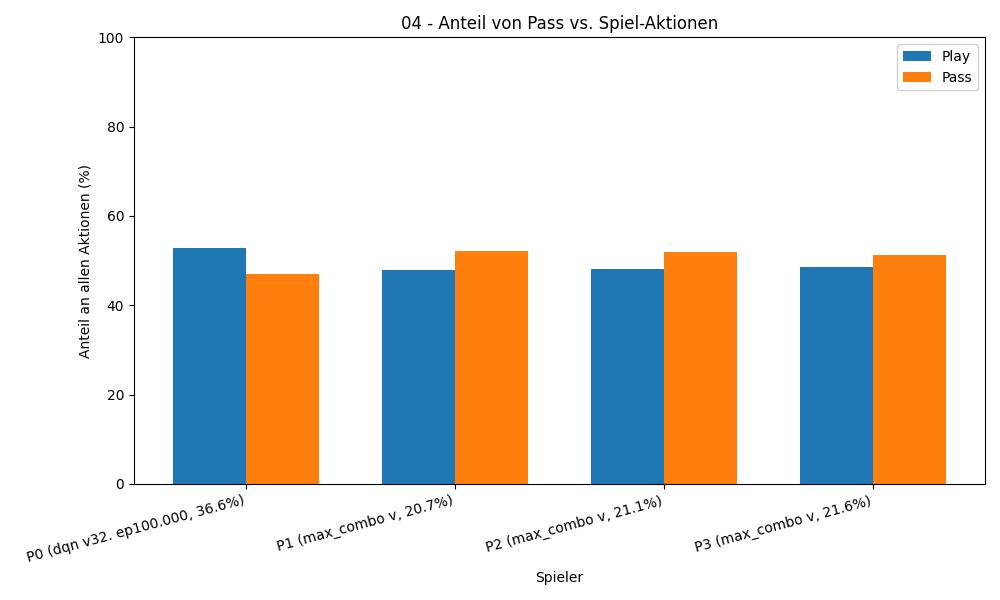 04 - Anteil von Pass vs. Spiel-Aktionen
Play
Pass
Anteil an allen Aktionen (%)
100
80
60
40
20
0
P0 (dqn v32. ep100.000, 36.6%)
P1 (max_combo v, 20.7%)
P2 (max_combo v, 21.1%)
P3 (max_combo v, 21.6%)
Spieler